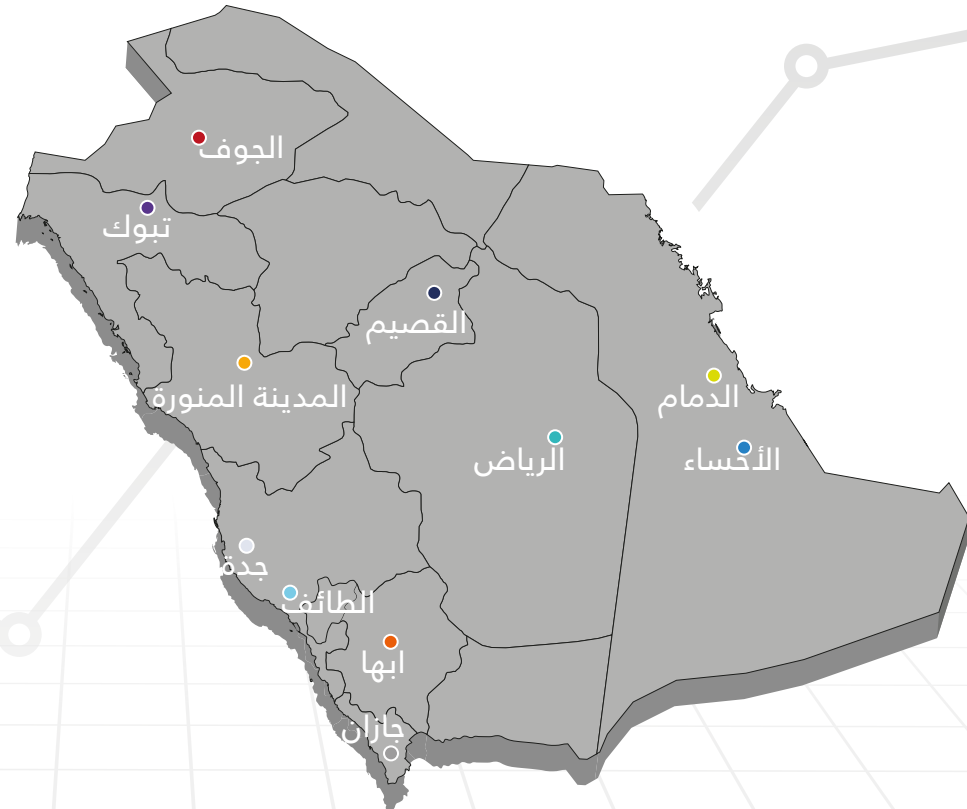 الجوف
تبوك
القصيم
المدينة المنورة
الدمام
الرياض
الأحساء
جدة
الطائف
ابها
جازان